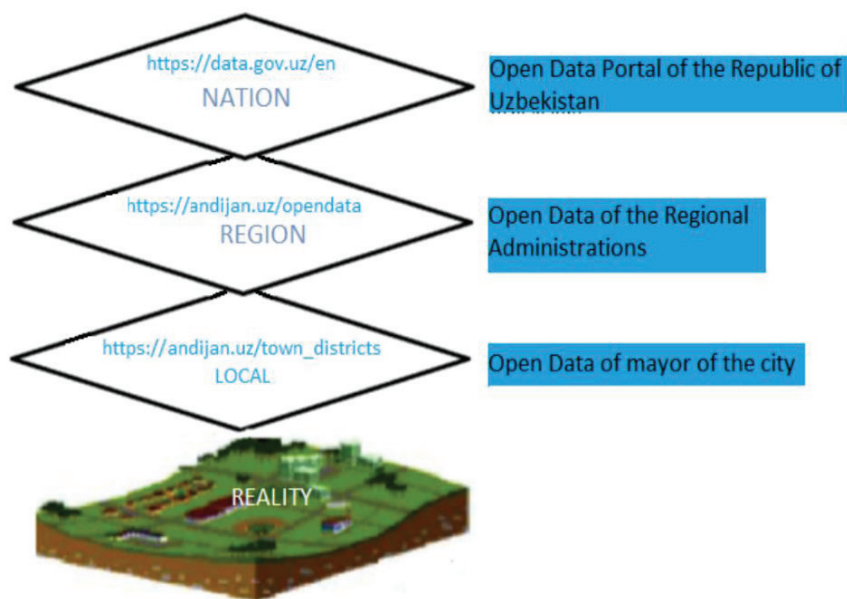 https://data.gov.uz/en
NATION
Open Data Portal of the Republic of
Uzbekistan
https://andijan.uz/opendata
REGION
Open Data of the Regional
Administrations
https://andijan.uz/town_districts
LOCAL
Open Data of mayor of the city
REALITY